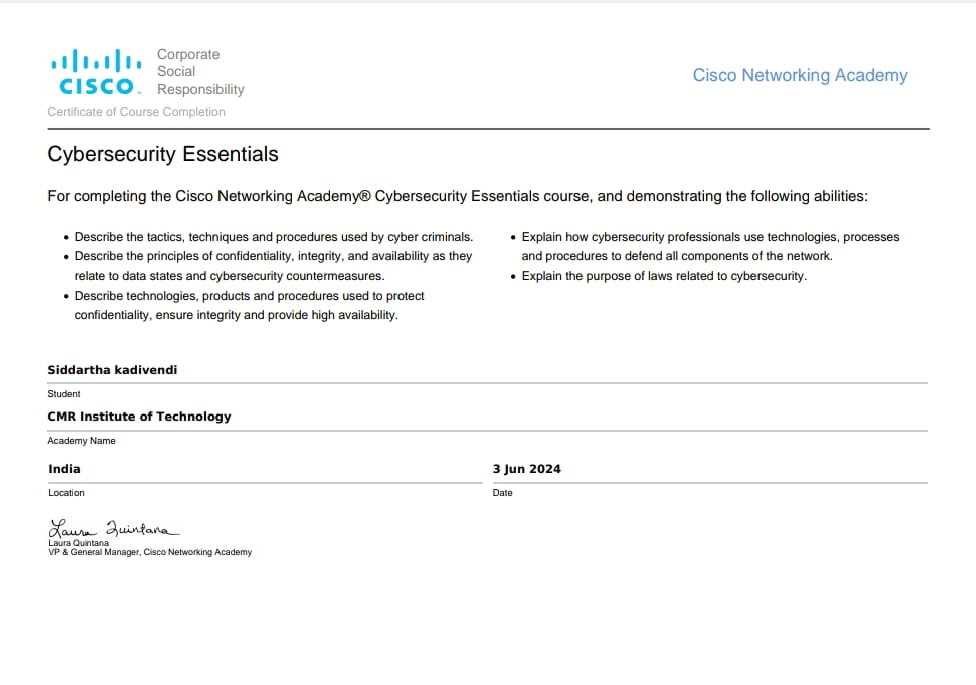 Corporate
Social
Responsibility
CISCO
Cisco Networking Academy
Certificate of Course Completion
Cybersecurity Essentials
For completing the Cisco Networking Academy® Cybersecurity Essentials course, and demonstrating the following abilities:
• Describe the tactics, techniques and procedures used by cyber criminals.
• Describe the principles of confidentiality, integrity, and availability as they
relate to data states and cybersecurity countermeasures.
• Describe technologies, products and procedures used to protect
confidentiality, ensure integrity and provide high availability.
• Explain how cybersecurity professionals use technologies, processes
and procedures to defend all components of the network.
• Explain the purpose of laws related to cybersecurity.
Siddartha kadivendi
Student
CMR Institute of Technology
Academy Name
India
Location
3 Jun 2024
Date
Laura Quintana
Laura Quintana
VP & General Manager, Cisco Networking Academy